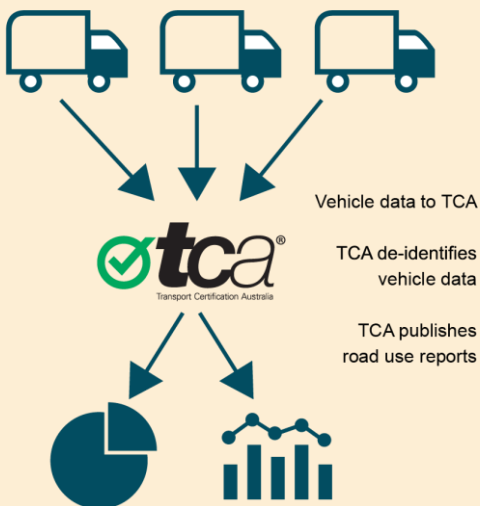 Vehicle data to TCA
tca®
Transport Certification Australia
TCA de-identifies
vehicle data
TCA publishes
road use reports